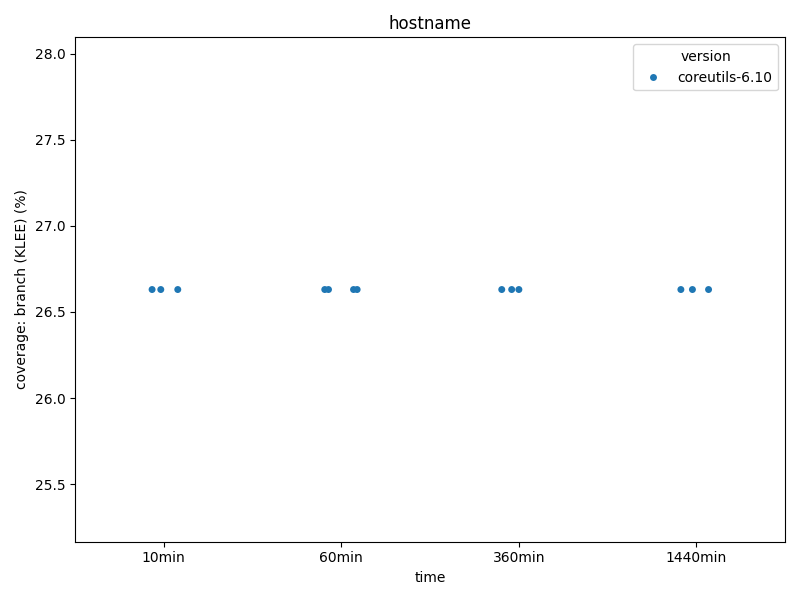 hostname
version
coreutils-6.10
28.0
27.5
27.0
26.5
26.0
25.5
coverage: branch (KLEE) (%)
10min
60min
360min
1440min
time